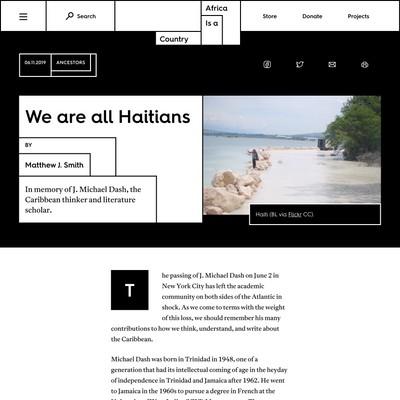 Search
Africa
Is a
Country
Store
Donate
Projects
06.11.2019
ANCESTORS
We are all Haitians
BY
Matthew J. Smith
In memory of J. Michael Dash, the
Caribbean thinker and literature
scholar.
Haiti (BL via Flickr CC).
The passing of J. Michael Dash on June 2 in
New York City has left the academic
community on both sides of the Atlantic in
shock. As we come to terms with the weight
of this loss, we should remember his many
contributions to how we think, understand, and write about
the Caribbean.
Michael Dash was born in Trinidad in 1948, one of a
generation that had its intellectual coming of age in the heyday
of independence in Trinidad and Jamaica after 1962. He went
to Jamaica in the 1960s to pursue a degree in French at the